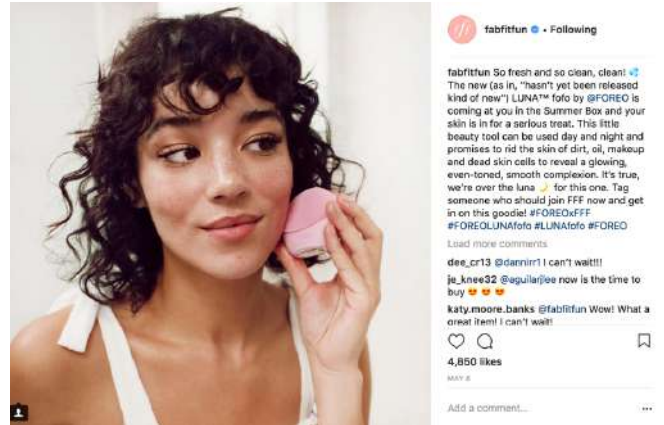 fabfitfun • Following
fabfitfun So fresh and so clean, clean! 💦
The new (as in, "hasn't yet been released
kind of new") LUNA™ fofo by @FOREO is
coming at you in the Summer Box and your
skin is in for a serious treat. This little
beauty tool can be used day and night and
promises to rid the skin of dirt, oil, makeup
and dead skin cells to reveal a glowing,
even-toned, smooth complexion. It's true,
we're over the luna 🌙 for this one. Tag
someone who should join FFF now and get
in on this goodie! #FOREOxFFF
#FOREOLUNAfofo #LUNAfofo #FOREO
Load more comments
dee_cr13 @dannirr1 I can't wait!!!
je_knee32 @aguilarjlee now is the time to
buy 😍 😍 😍
katy.moore.banks @fabfitfun Wow! What a
great item! I can't wait!
4,850 likes
MAY 8
Add a comment...